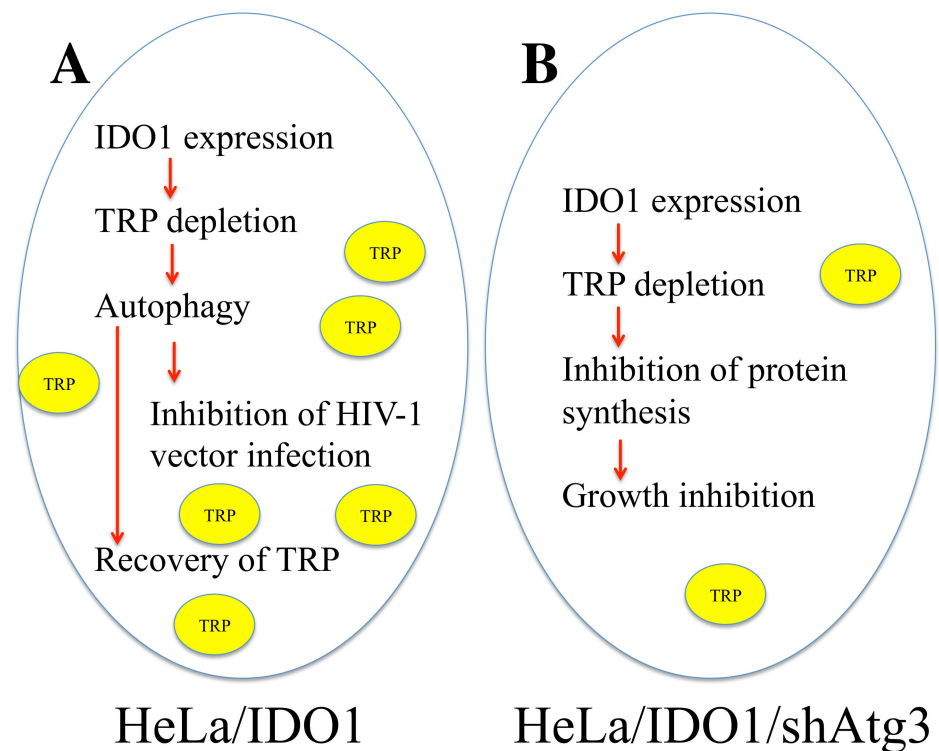 A
IDO1 expression
TRP depletion
TRP
Autophagy
TRP
TRP
Inhibition of HIV-1
vector infection
TRP
TRP
Recovery of TRP
TRP
HeLa/IDO1
B
IDO1 expression
TRP
TRP depletion
Inhibition of protein
synthesis
Growth inhibition
TRP
HeLa/IDO1/shAtg3